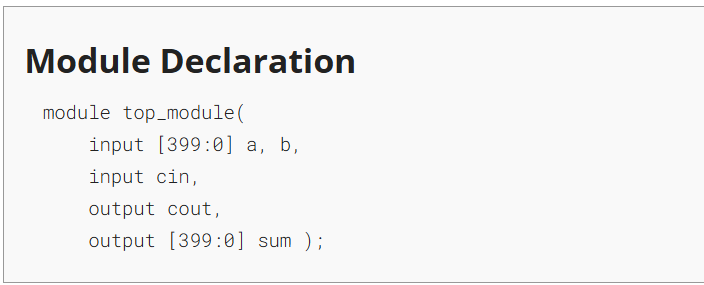 Module Declaration
module top_module(
    input [399:0] a, b,
    input cin,
    output cout,
    output [399:0] sum );